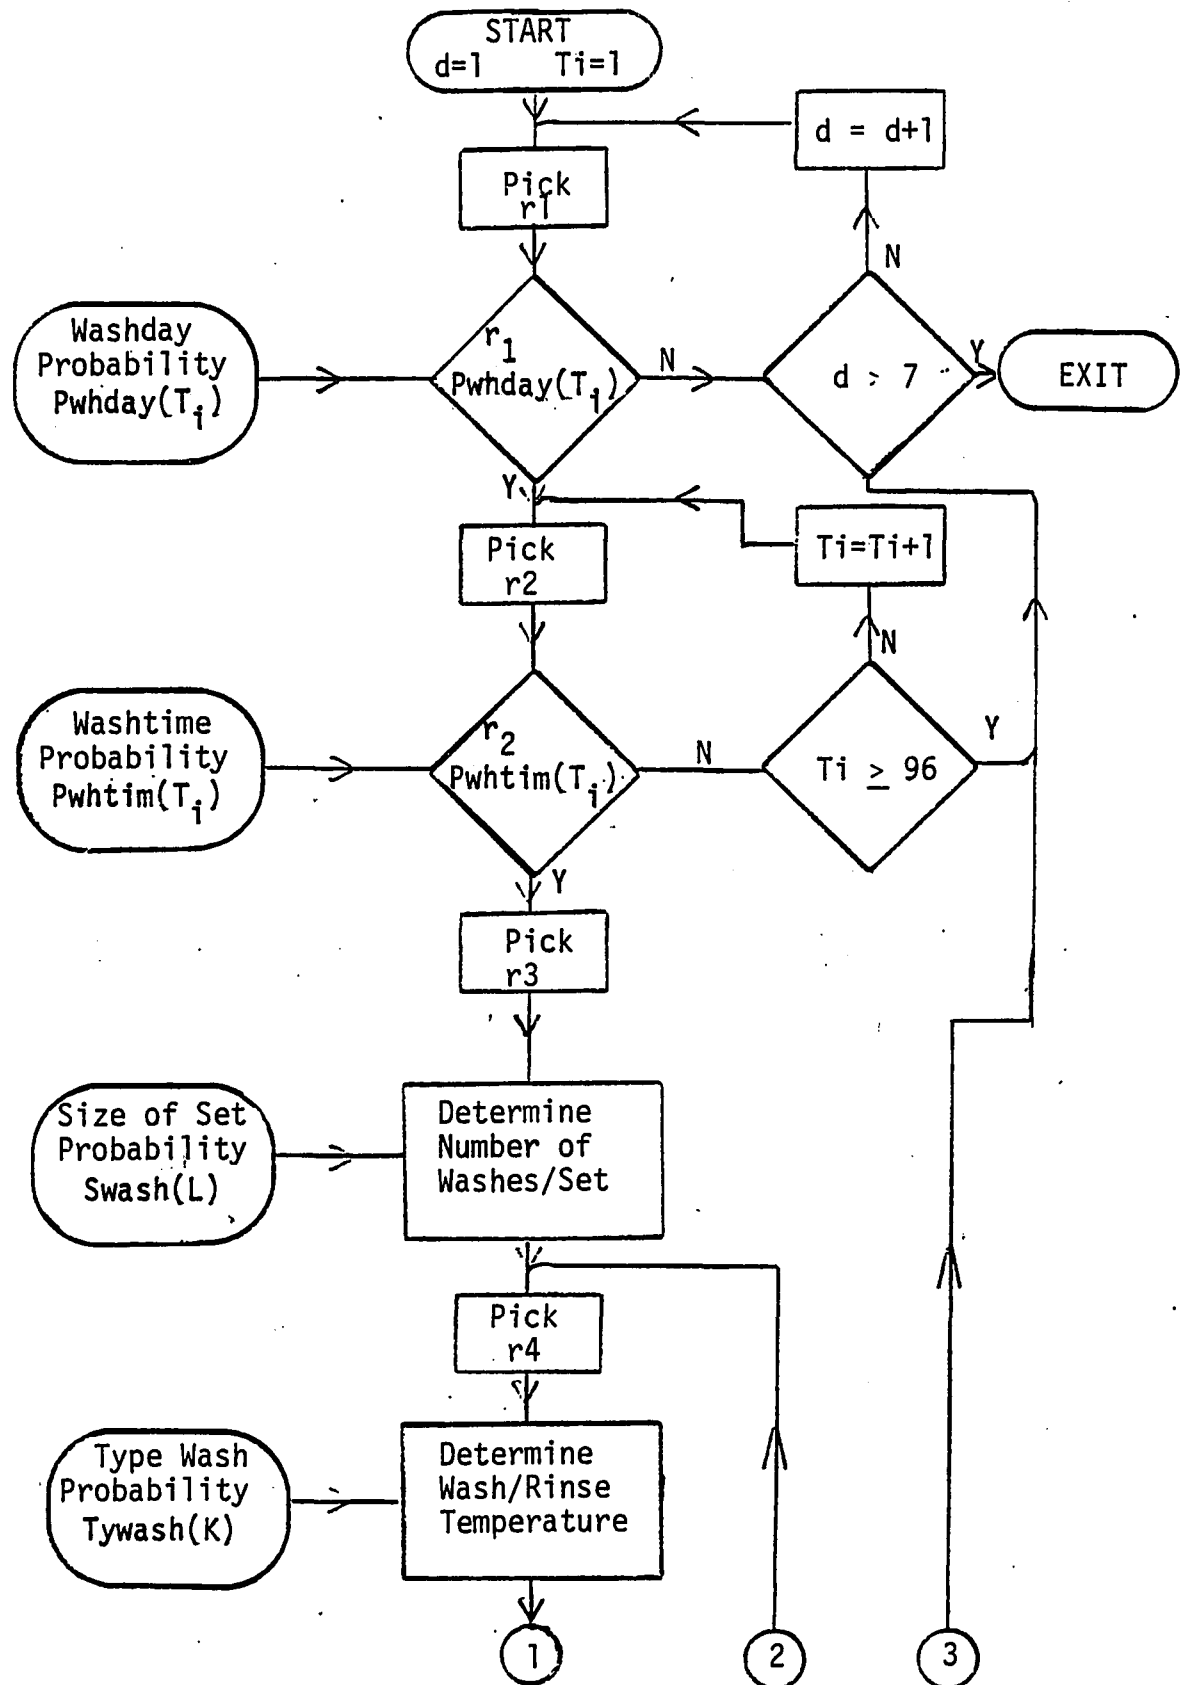 START
d=1 Ti=1
d = d+1
Pick
r1
N
Washday
Probability
Pwhday(Ti)
r1
Pwhday(Ti)
N
d > 7
Y
EXIT
Y
Pick
r2
Ti=Ti+1
N
Washtime
Probability
Pwhtim(Ti)
r2
Pwhtim(Ti)
N
Ti ≥ 96
Y
Y
Pick
r3
Size of Set
Probability
Swash(L)
Determine
Number of
Washes/Set
Pick
r4
Type Wash
Probability
Tywash(K)
Determine
Wash/Rinse
Temperature
1
2
3